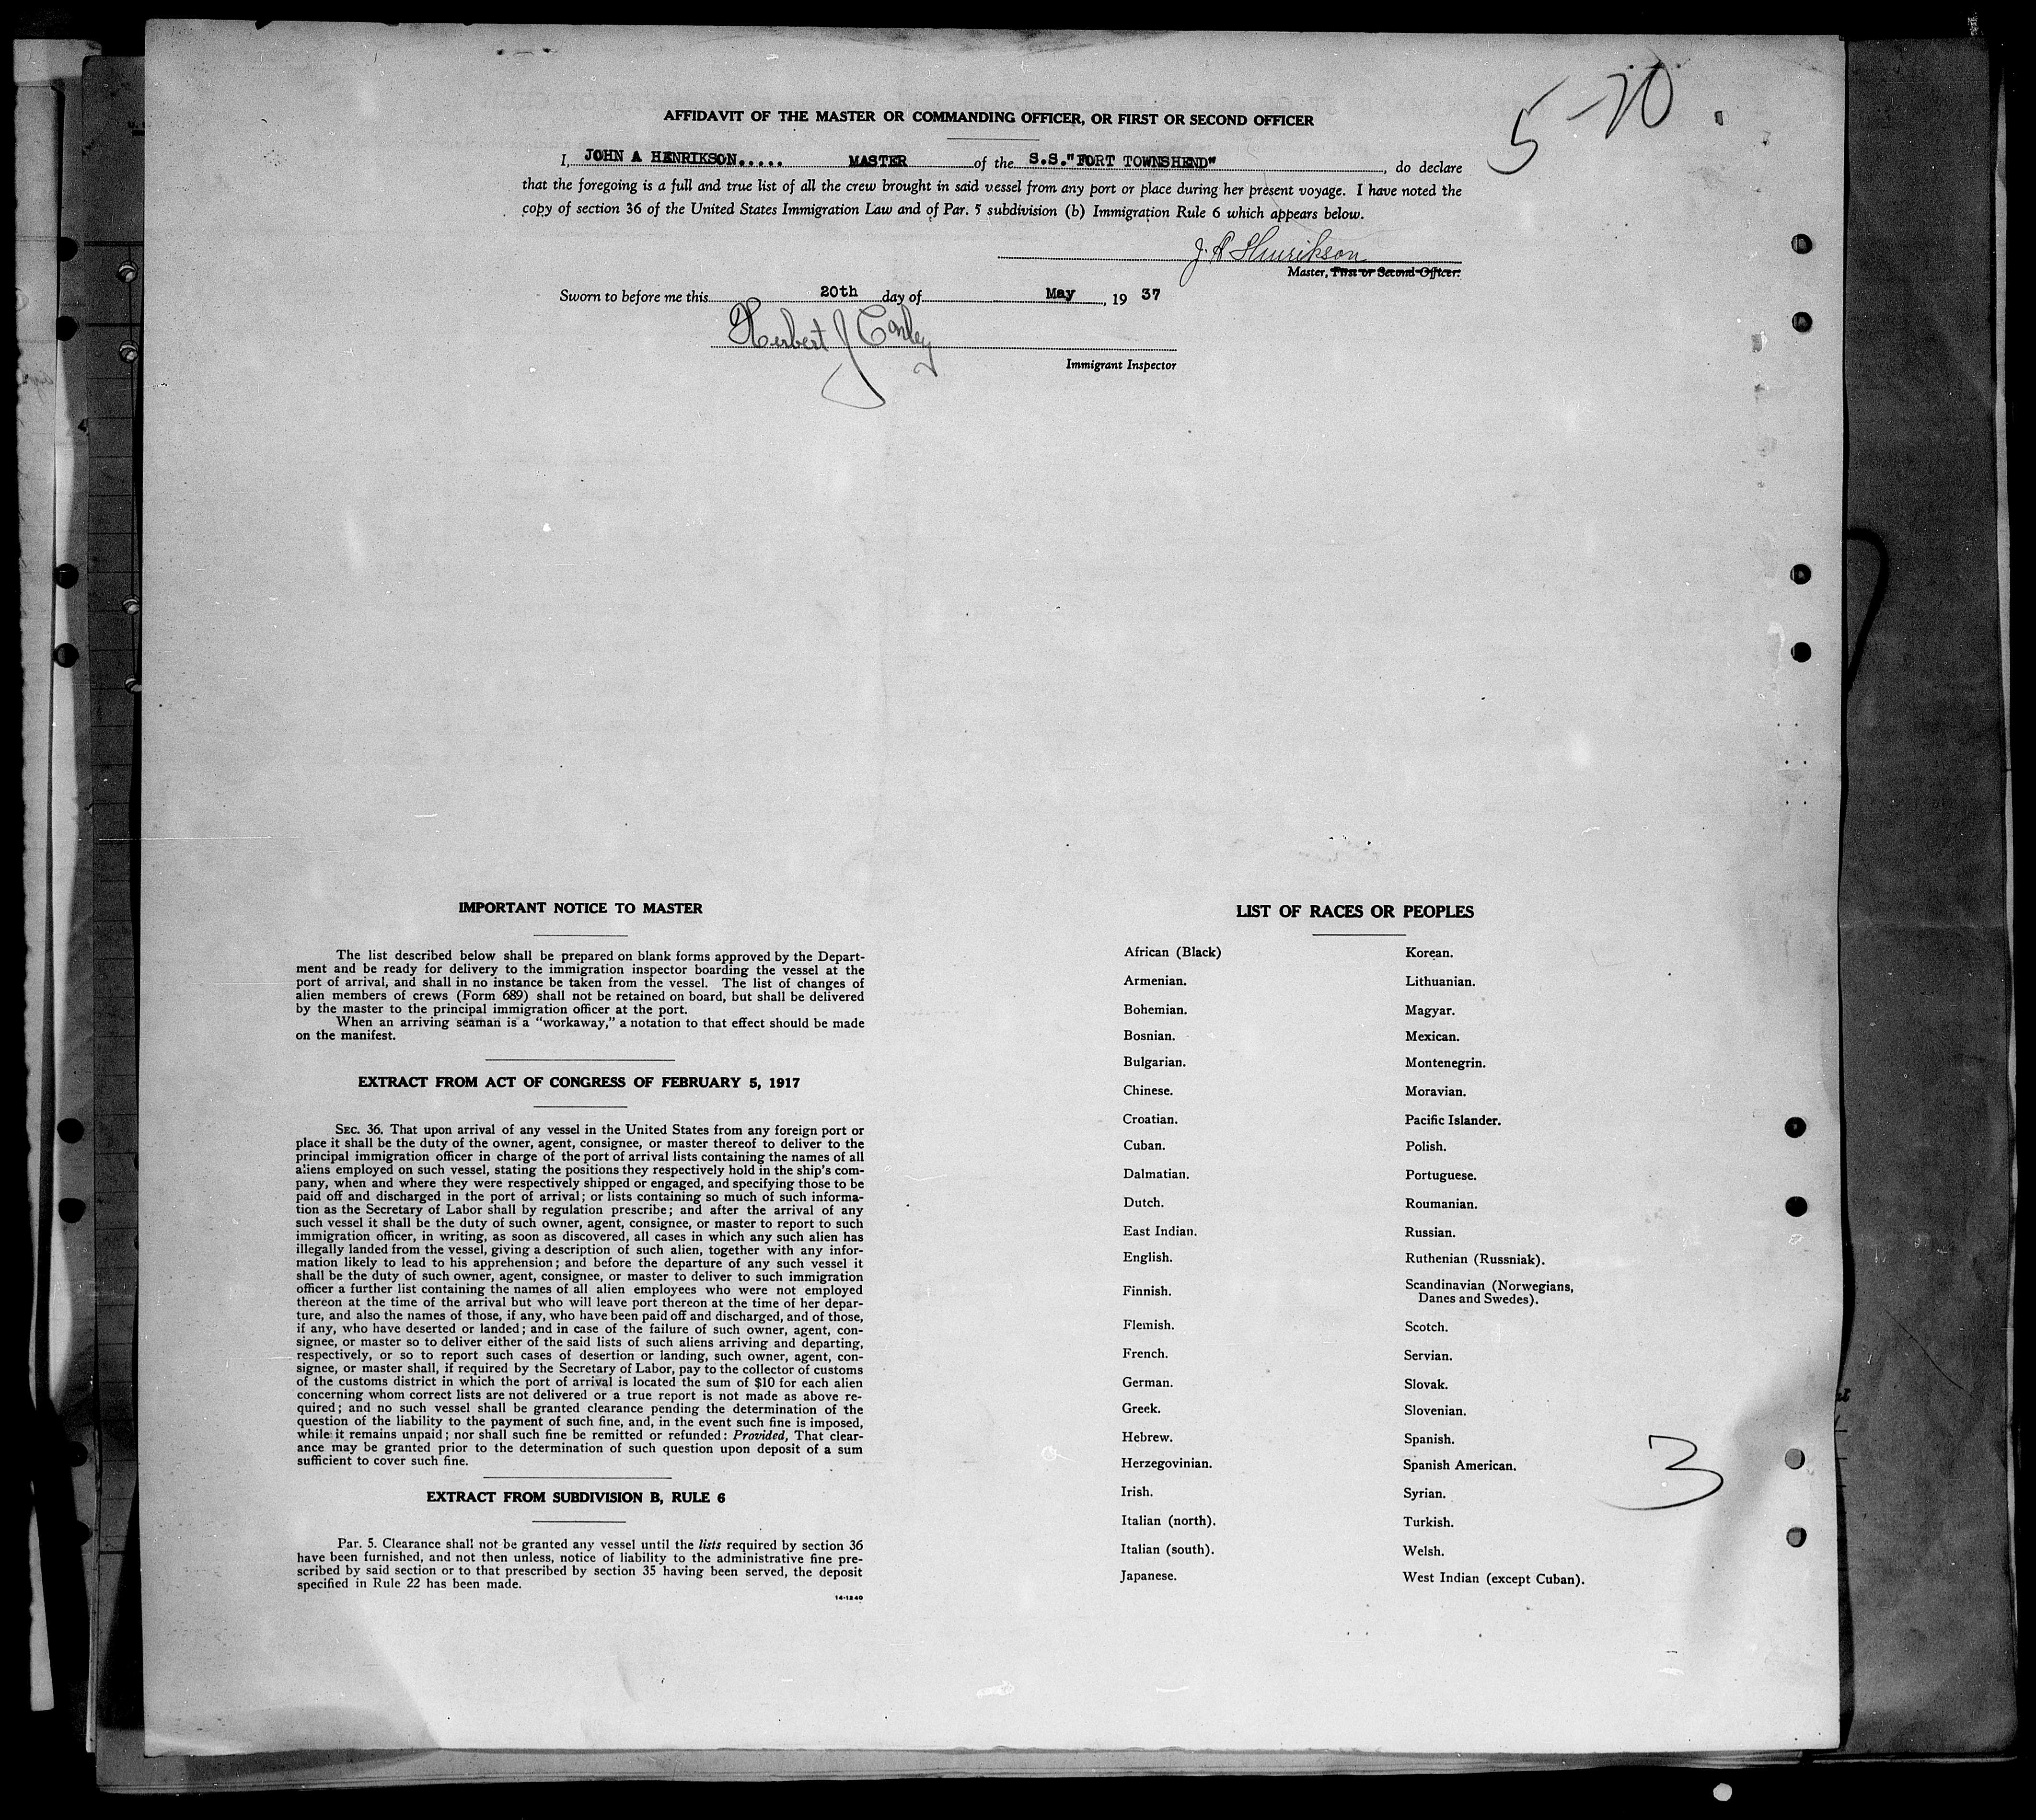 5-20
AFFIDAVIT OF THE MASTER OR COMMANDING OFFICER, OR FIRST OR SECOND OFFICER
I, JOHN A HENRIKSON..... MASTER of the S.S."FORT TOWNSHEND", do declare
that the foregoing is a full and true list of all the crew brought in said vessel from any port or place during her present voyage. I have noted the
copy of section 36 of the United States Immigration Law and of Par. 5 subdivision (b) Immigration Rule 6 which appears below.
J. A Henrikson
Master, First or Second Officer.
Sworn to before me this 20th day of May, 19 37
Herbert J Conley
Immigrant Inspector
IMPORTANT NOTICE TO MASTER
The list described below shall be prepared on blank forms approved by the Depart-
ment and be ready for delivery to the immigration inspector boarding the vessel at the
port of arrival, and shall in no instance be taken from the vessel. The list of changes of
alien members of crews (Form 689) shall not be retained on board, but shall be delivered
by the master to the principal immigration officer at the port.
When an arriving seaman is a "workaway," a notation to that effect should be made
on the manifest.
EXTRACT FROM ACT OF CONGRESS OF FEBRUARY 5, 1917
SEC. 36. That upon arrival of any vessel in the United States from any foreign port or
place it shall be the duty of the owner, agent, consignee, or master thereof to deliver to the
principal immigration officer in charge of the port of arrival lists containing the names of all
aliens employed on such vessel, stating the positions they respectively hold in the ship's com-
pany, when and where they were respectively shipped or engaged, and specifying those to be
paid off and discharged in the port of arrival; or lists containing so much of such informa-
tion as the Secretary of Labor shall by regulation prescribe; and after the arrival of any
such vessel it shall be the duty of such owner, agent, consignee, or master to report to such
immigration officer, in writing, as soon as discovered, all cases in which any such alien has
illegally landed from the vessel, giving a description of such alien, together with any infor-
mation likely to lead to his apprehension; and before the departure of any such vessel it
shall be the duty of such owner, agent, consignee, or master to deliver to such immigration
officer a further list containing the names of all alien employees who were not employed
thereon at the time of the arrival but who will leave port thereon at the time of her depar-
ture, and also the names of those, if any, who have been paid off and discharged, and of those,
if any, who have deserted or landed; and in case of the failure of such owner, agent, con-
signee, or master so to deliver either of the said lists of such aliens arriving and departing,
respectively, or so to report such cases of desertion or landing, such owner, agent, con-
signee, or master shall, if required by the Secretary of Labor, pay to the collector of customs
of the customs district in which the port of arrival is located the sum of $10 for each alien
concerning whom correct lists are not delivered or a true report is not made as above re-
quired; and no such vessel shall be granted clearance pending the determination of the
question of the liability to the payment of such fine, and, in the event such fine is imposed,
while it remains unpaid; nor shall such fine be remitted or refunded: Provided, That clear-
ance may be granted prior to the determination of such question upon deposit of a sum
sufficient to cover such fine.
EXTRACT FROM SUBDIVISION B, RULE 6
Par. 5. Clearance shall not be granted any vessel until the lists required by section 36
have been furnished, and not then unless, notice of liability to the administrative fine pre-
scribed by said section or to that prescribed by section 35 having been served, the deposit
specified in Rule 22 has been made.
14-1240
LIST OF RACES OR PEOPLES
African (Black)
Armenian.
Bohemian.
Bosnian.
Bulgarian.
Chinese.
Croatian.
Cuban.
Dalmatian.
Dutch.
East Indian.
English.
Finnish.
Flemish.
French.
German.
Greek.
Hebrew.
Herzegovinian.
Irish.
Italian (north).
Italian (south).
Japanese.
Korean.
Lithuanian.
Magyar.
Mexican.
Montenegrin.
Moravian.
Pacific Islander.
Polish.
Portuguese.
Roumanian.
Russian.
Ruthenian (Russniak).
Scandinavian (Norwegians,
Danes and Swedes).
Scotch.
Servian.
Slovak.
Slovenian.
Spanish.
Spanish American.
Syrian.
Turkish.
Welsh.
West Indian (except Cuban).
3